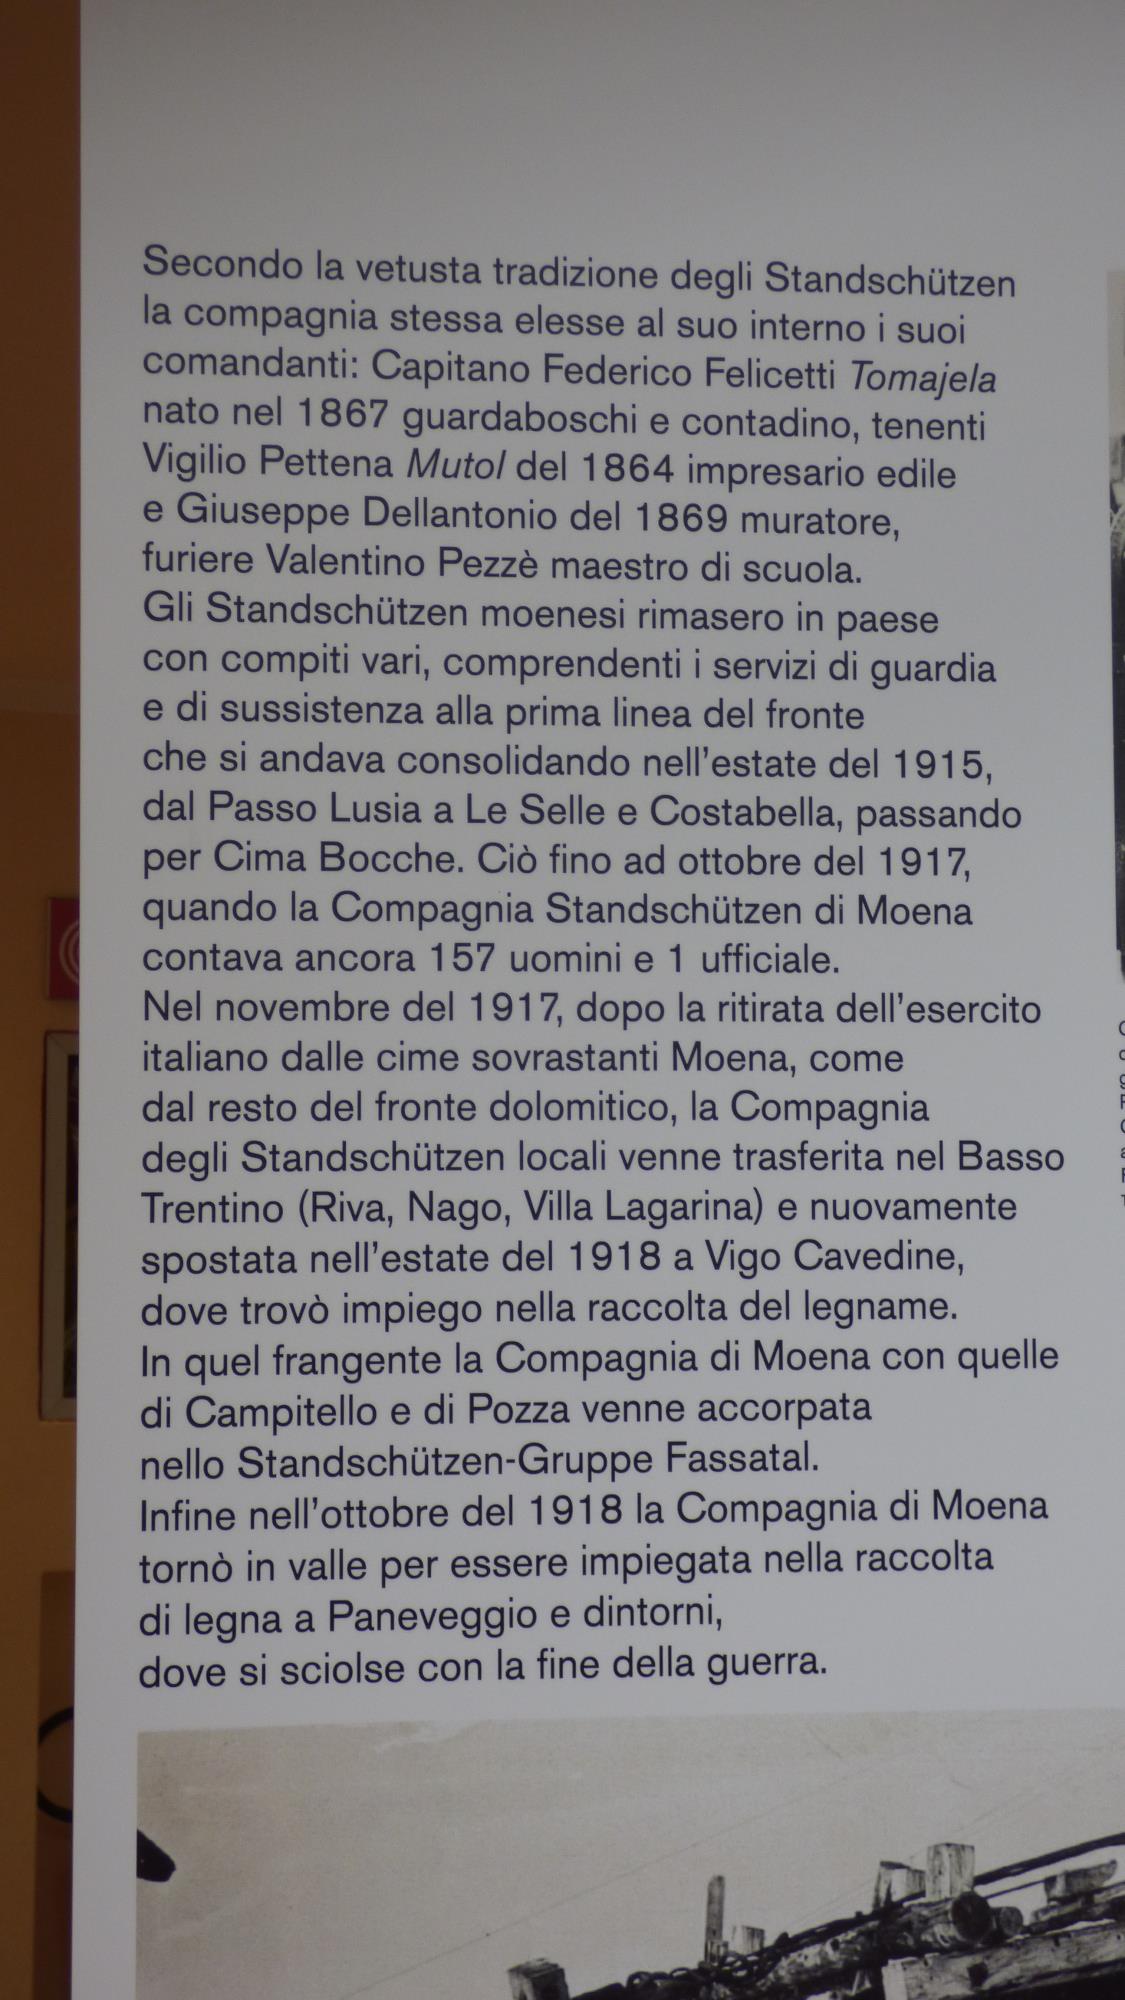 Secondo la vetusta tradizione degli Standschützen
la compagnia stessa elesse al suo interno i suoi
comandanti: Capitano Federico Felicetti Tomajela
nato nel 1867 guardaboschi e contadino, tenenti
Vigilio Pettena Mutol del 1864 impresario edile
e Giuseppe Dellantonio del 1869 muratore,
furiere Valentino Pezzè maestro di scuola.
Gli Standschützen moenesi rimasero in paese
con compiti vari, comprendenti i servizi di guardia
e di sussistenza alla prima linea del fronte
che si andava consolidando nell'estate del 1915,
dal Passo Lusia a Le Selle e Costabella, passando
per Cima Bocche. Ciò fino ad ottobre del 1917,
quando la Compagnia Standschützen di Moena
contava ancora 157 uomini e 1 ufficiale.
Nel novembre del 1917, dopo la ritirata dell'esercito
italiano dalle cime sovrastanti Moena, come
dal resto del fronte dolomitico, la Compagnia
degli Standschützen locali venne trasferita nel Basso
Trentino (Riva, Nago, Villa Lagarina) e nuovamente
spostata nell'estate del 1918 a Vigo Cavedine,
dove trovò impiego nella raccolta del legname.
In quel frangente la Compagnia di Moena con quelle
di Campitello e di Pozza venne accorpata
nello Standschützen-Gruppe Fassatal.
Infine nell'ottobre del 1918 la Compagnia di Moena
tornò in valle per essere impiegata nella raccolta
di legna a Paneveggio e dintorni,
dove si sciolse con la fine della guerra.